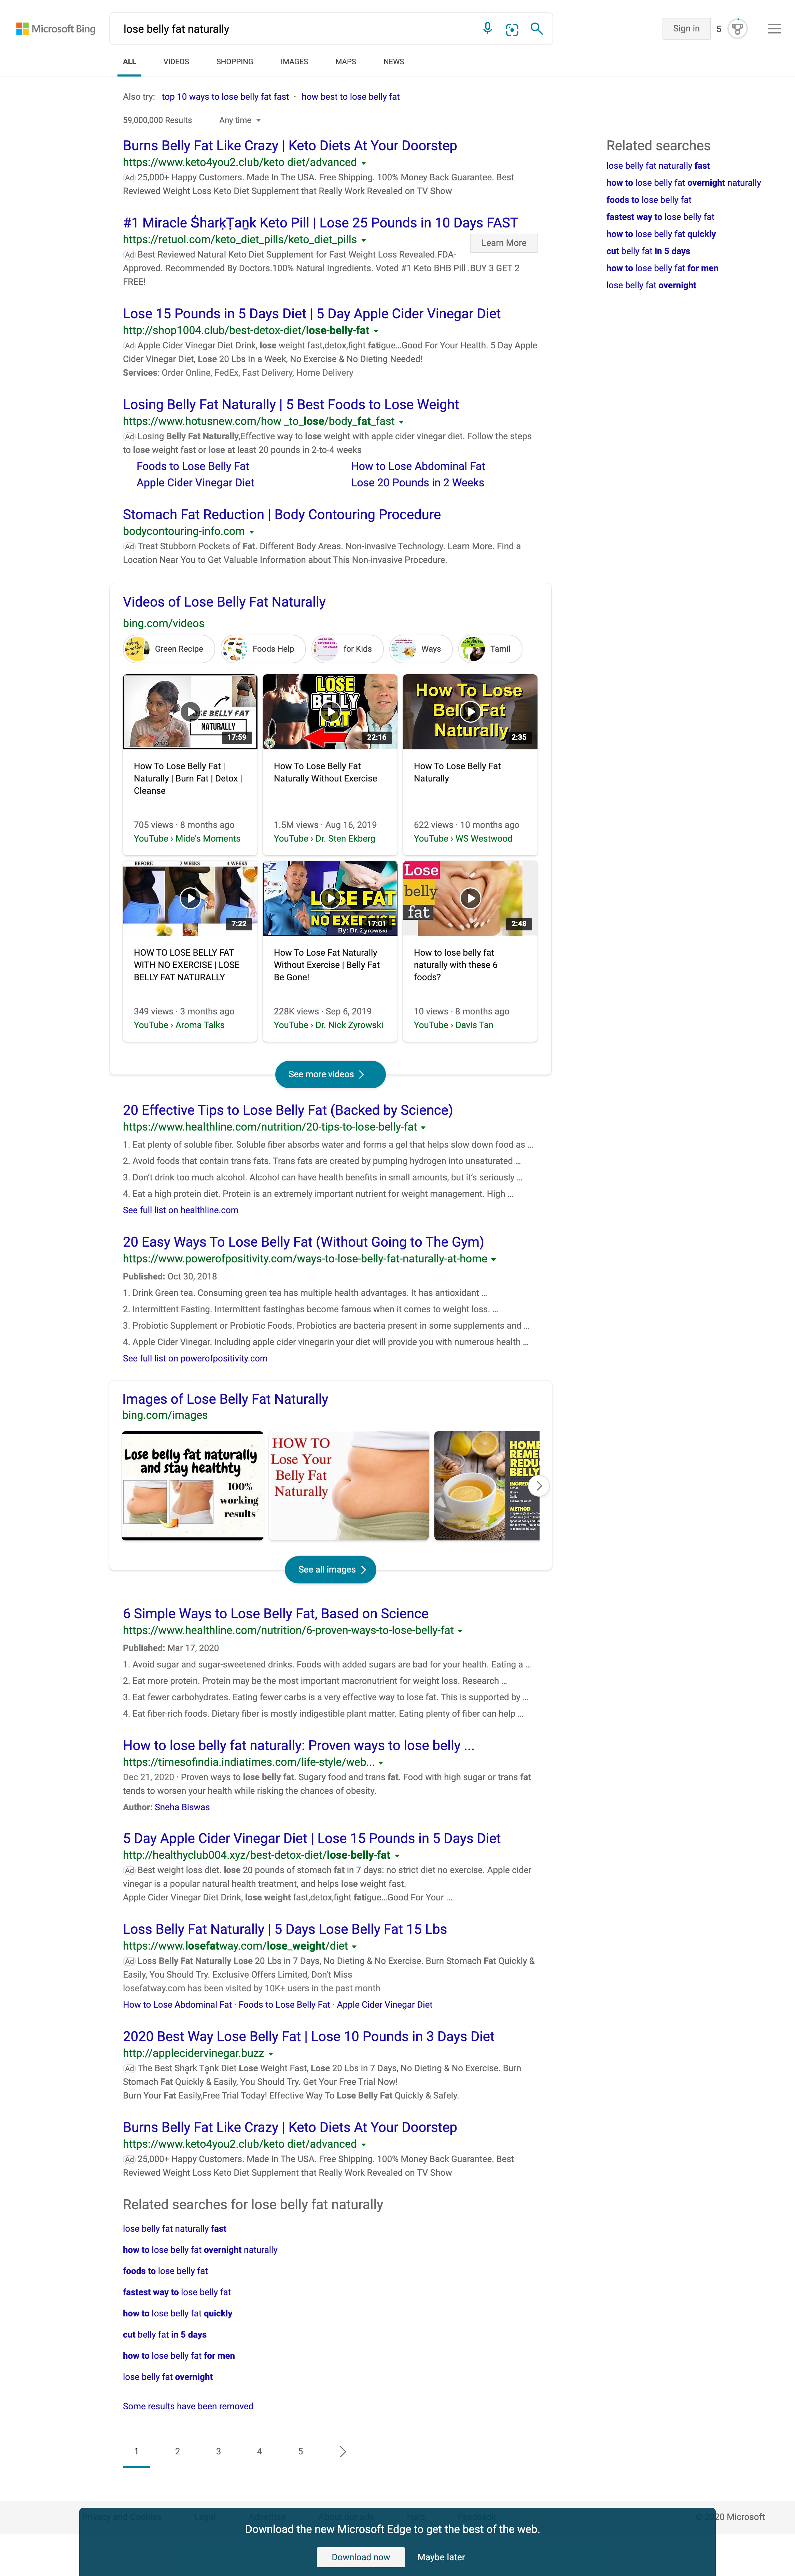 Microsoft Bing
lose belly fat naturally
Sign in
5
ALL VIDEOS SHOPPING IMAGES MAPS NEWS
Also try: top 10 ways to lose belly fat fast · how best to lose belly fat
59,000,000 Results Any time
Burns Belly Fat Like Crazy | Keto Diets At Your Doorstep
https://www.keto4you2.club/keto diet/advanced
Ad 25,000+ Happy Customers. Made In The USA. Free Shipping. 100% Money Back Guarantee. Best
Reviewed Weight Loss Keto Diet Supplement that Really Work Revealed on TV Show
#1 Miracle ŚharķŢaṉk Keto Pill | Lose 25 Pounds in 10 Days FAST
https://retuol.com/keto_diet_pills/keto_diet_pills
Learn More
Ad Best Reviewed Natural Keto Diet Supplement for Fast Weight Loss Revealed.FDA-
Approved. Recommended By Doctors.100% Natural Ingredients. Voted #1 Keto BHB Pill .BUY 3 GET 2
FREE!
Lose 15 Pounds in 5 Days Diet | 5 Day Apple Cider Vinegar Diet
http://shop1004.club/best-detox-diet/lose-belly-fat
Ad Apple Cider Vinegar Diet Drink, lose weight fast,detox,fight fatigue…Good For Your Health. 5 Day Apple
Cider Vinegar Diet, Lose 20 Lbs In a Week, No Exercise & No Dieting Needed!
Services: Order Online, FedEx, Fast Delivery, Home Delivery
Losing Belly Fat Naturally | 5 Best Foods to Lose Weight
https://www.hotusnew.com/how _to_lose/body_fat_fast
Ad Losing Belly Fat Naturally,Effective way to lose weight with apple cider vinegar diet. Follow the steps
to lose weight fast or lose at least 20 pounds in 2-to-4 weeks
Foods to Lose Belly Fat How to Lose Abdominal Fat
Apple Cider Vinegar Diet Lose 20 Pounds in 2 Weeks
Stomach Fat Reduction | Body Contouring Procedure
bodycontouring-info.com
Ad Treat Stubborn Pockets of Fat. Different Body Areas. Non-invasive Technology. Learn More. Find a
Location Near You to Get Valuable Information about This Non-invasive Procedure.
Related searches
lose belly fat naturally fast
how to lose belly fat overnight naturally
foods to lose belly fat
fastest way to lose belly fat
how to lose belly fat quickly
cut belly fat in 5 days
how to lose belly fat for men
lose belly fat overnight
Videos of Lose Belly Fat Naturally
bing.com/videos
Green Recipe Foods Help for Kids Ways Tamil
SE BELLY FAT
NATURALLY
17:59
LOSE
BELLY
FAT
22:16
How To Lose
Belly Fat
Naturally
2:35
How To Lose Belly Fat |
Naturally | Burn Fat | Detox |
Cleanse
705 views · 8 months ago
YouTube › Mide's Moments
How To Lose Belly Fat
Naturally Without Exercise
1.5M views · Aug 16, 2019
YouTube › Dr. Sten Ekberg
How To Lose Belly Fat
Naturally
622 views · 10 months ago
YouTube › WS Westwood
BEFORE 2 WEEKS 4 WEEKS
7:22
LOSE FAT
NO EXERCISE
By: Dr. Zyrowski
17:01
Lose
belly
fat
2:48
HOW TO LOSE BELLY FAT
WITH NO EXERCISE | LOSE
BELLY FAT NATURALLY
349 views · 3 months ago
YouTube › Aroma Talks
How To Lose Fat Naturally
Without Exercise | Belly Fat
Be Gone!
228K views · Sep 6, 2019
YouTube › Dr. Nick Zyrowski
How to lose belly fat
naturally with these 6
foods?
10 views · 8 months ago
YouTube › Davis Tan
See more videos
20 Effective Tips to Lose Belly Fat (Backed by Science)
https://www.healthline.com/nutrition/20-tips-to-lose-belly-fat
1. Eat plenty of soluble fiber. Soluble fiber absorbs water and forms a gel that helps slow down food as …
2. Avoid foods that contain trans fats. Trans fats are created by pumping hydrogen into unsaturated …
3. Don't drink too much alcohol. Alcohol can have health benefits in small amounts, but it's seriously …
4. Eat a high protein diet. Protein is an extremely important nutrient for weight management. High …
See full list on healthline.com
20 Easy Ways To Lose Belly Fat (Without Going to The Gym)
https://www.powerofpositivity.com/ways-to-lose-belly-fat-naturally-at-home
Published: Oct 30, 2018
1. Drink Green tea. Consuming green tea has multiple health advantages. It has antioxidant …
2. Intermittent Fasting. Intermittent fastinghas become famous when it comes to weight loss. …
3. Probiotic Supplement or Probiotic Foods. Probiotics are bacteria present in some supplements and …
4. Apple Cider Vinegar. Including apple cider vinegarin your diet will provide you with numerous health …
See full list on powerofpositivity.com
Images of Lose Belly Fat Naturally
bing.com/images
Lose belly fat naturally
and stay healthty
100%
working
results
HOW TO
Lose Your
Belly Fat
Naturally
HOME
REME
REDU
BELLY
METHOD
See all images
6 Simple Ways to Lose Belly Fat, Based on Science
https://www.healthline.com/nutrition/6-proven-ways-to-lose-belly-fat
Published: Mar 17, 2020
1. Avoid sugar and sugar-sweetened drinks. Foods with added sugars are bad for your health. Eating a …
2. Eat more protein. Protein may be the most important macronutrient for weight loss. Research …
3. Eat fewer carbohydrates. Eating fewer carbs is a very effective way to lose fat. This is supported by …
4. Eat fiber-rich foods. Dietary fiber is mostly indigestible plant matter. Eating plenty of fiber can help …
How to lose belly fat naturally: Proven ways to lose belly ...
https://timesofindia.indiatimes.com/life-style/web...
Dec 21, 2020 · Proven ways to lose belly fat. Sugary food and trans fat. Food with high sugar or trans fat
tends to worsen your health while risking the chances of obesity.
Author: Sneha Biswas
5 Day Apple Cider Vinegar Diet | Lose 15 Pounds in 5 Days Diet
http://healthyclub004.xyz/best-detox-diet/lose-belly-fat
Ad Best weight loss diet. lose 20 pounds of stomach fat in 7 days: no strict diet no exercise. Apple cider
vinegar is a popular natural health treatment, and helps lose weight fast.
Apple Cider Vinegar Diet Drink, lose weight fast,detox,fight fatigue…Good For Your ...
Loss Belly Fat Naturally | 5 Days Lose Belly Fat 15 Lbs
https://www.losefatway.com/lose_weight/diet
Ad Loss Belly Fat Naturally Lose 20 Lbs in 7 Days, No Dieting & No Exercise. Burn Stomach Fat Quickly &
Easily, You Should Try. Exclusive Offers Limited, Don't Miss
losefatway.com has been visited by 10K+ users in the past month
How to Lose Abdominal Fat · Foods to Lose Belly Fat · Apple Cider Vinegar Diet
2020 Best Way Lose Belly Fat | Lose 10 Pounds in 3 Days Diet
http://applecidervinegar.buzz
Ad The Best Shąrk Tąnk Diet Lose Weight Fast, Lose 20 Lbs in 7 Days, No Dieting & No Exercise. Burn
Stomach Fat Quickly & Easily, You Should Try. Get Your Free Trial Now!
Burn Your Fat Easily,Free Trial Today! Effective Way To Lose Belly Fat Quickly & Safely.
Burns Belly Fat Like Crazy | Keto Diets At Your Doorstep
https://www.keto4you2.club/keto diet/advanced
Ad 25,000+ Happy Customers. Made In The USA. Free Shipping. 100% Money Back Guarantee. Best
Reviewed Weight Loss Keto Diet Supplement that Really Work Revealed on TV Show
Related searches for lose belly fat naturally
lose belly fat naturally fast
how to lose belly fat overnight naturally
foods to lose belly fat
fastest way to lose belly fat
how to lose belly fat quickly
cut belly fat in 5 days
how to lose belly fat for men
lose belly fat overnight
Some results have been removed
1 2 3 4 5
20 Microsoft
Download the new Microsoft Edge to get the best of the web.
Download now Maybe later